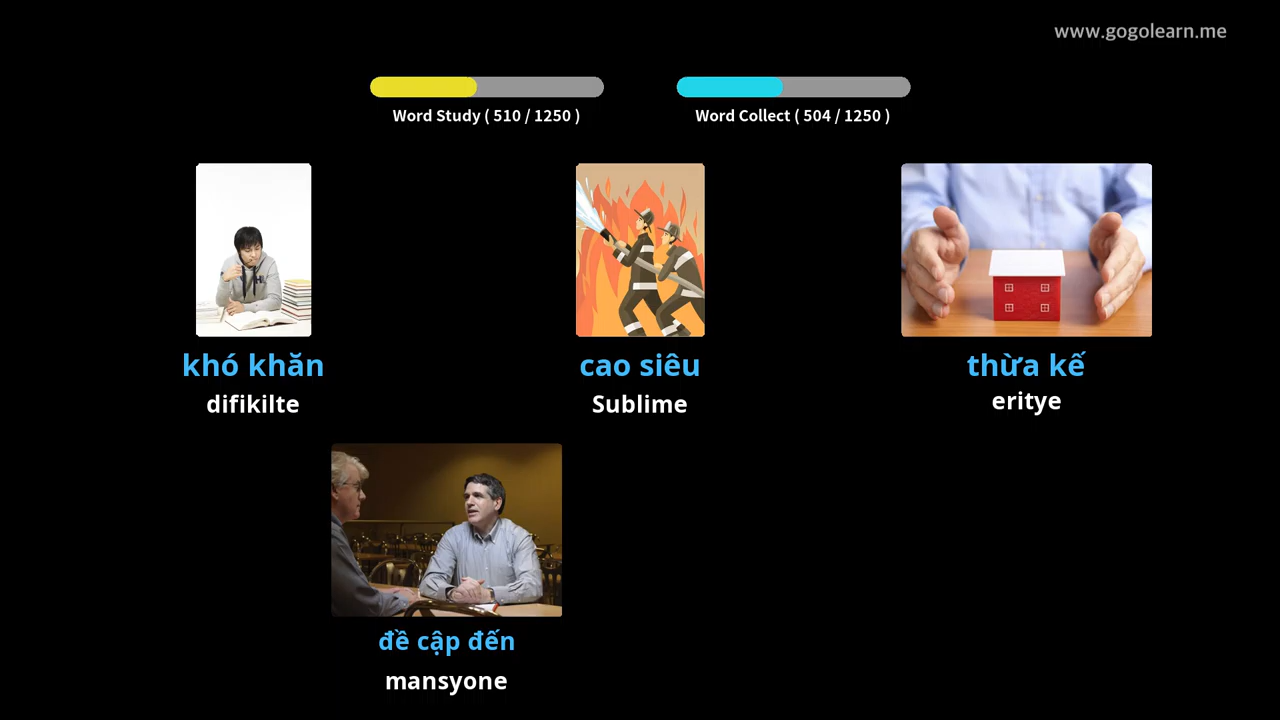 www.gogolearn.me
Word Study ( 510 / 1250 )
Word Collect ( 504 / 1250 )
khó khăn
difikilte
cao siêu
Sublime
thừa kế
eritye
đề cập đến
mansyone